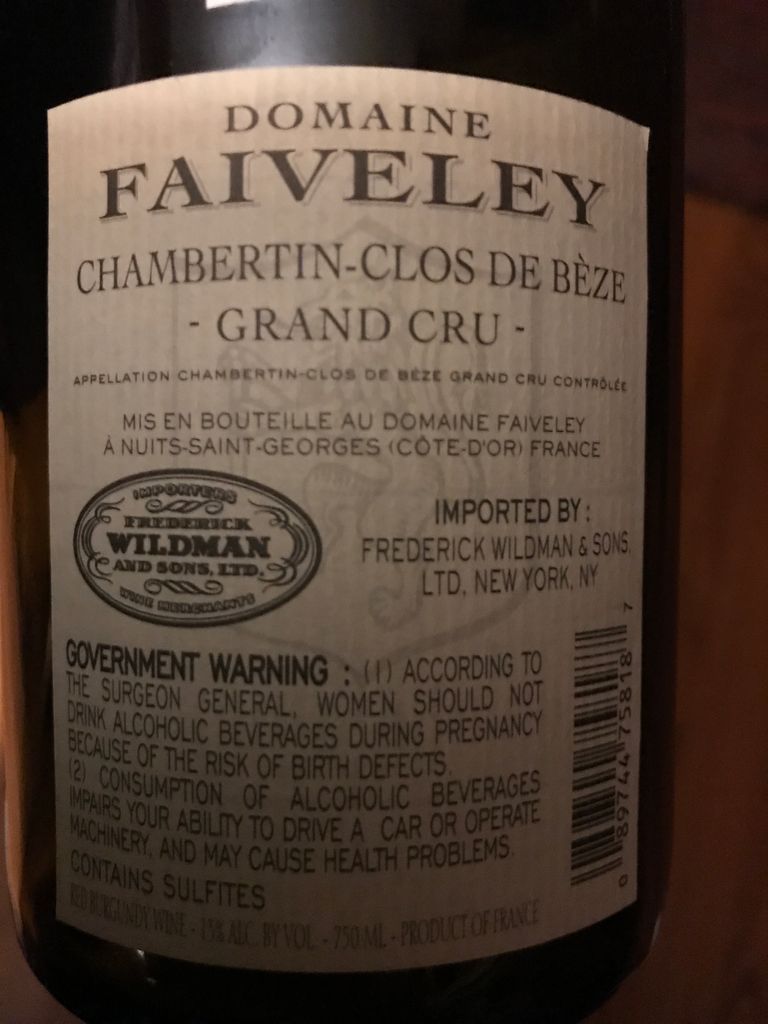 DOMAINE
FAIVELEY
CHAMBERTIN-CLOS DE BÈZE
- GRAND CRU -
APPELLATION CHAMBERTIN-CLOS DE BÈZE GRAND CRU CONTRÔLÉE
MIS EN BOUTEILLE AU DOMAINE FAIVELEY
À NUITS-SAINT-GEORGES (CÔTE-D'OR) FRANCE
IMPORTERS
FREDERICK
WILDMAN
AND SONS, LTD.
WINE MERCHANTS
IMPORTED BY :
FREDERICK WILDMAN & SONS,
LTD, NEW YORK, NY
GOVERNMENT WARNING : (1) ACCORDING TO
THE SURGEON GENERAL, WOMEN SHOULD NOT
DRINK ALCOHOLIC BEVERAGES DURING PREGNANCY
BECAUSE OF THE RISK OF BIRTH DEFECTS.
(2) CONSUMPTION OF ALCOHOLIC BEVERAGES
IMPAIRS YOUR ABILITY TO DRIVE A CAR OR OPERATE
MACHINERY, AND MAY CAUSE HEALTH PROBLEMS.
CONTAINS SULFITES
RED BURGUNDY WINE - 15% ALC. BY VOL. - 750 ML - PRODUCT OF FRANCE
0 89744 75818 7